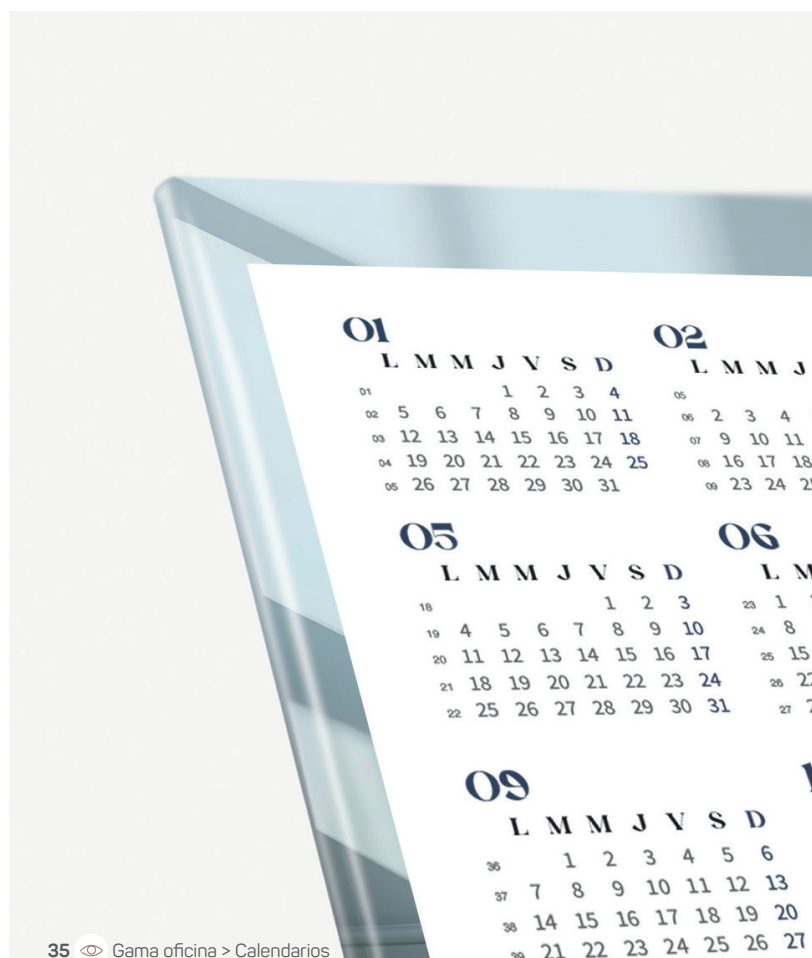 01
L M M J V S D
01 1 2 3 4
02 5 6 7 8 9 10 11
03 12 13 14 15 16 17 18
04 19 20 21 22 23 24 25
05 26 27 28 29 30 31
02
L M M J
05
06 2 3 4
07 9 10 11
08 16 17 18
09 23 24
05
L M M J V S D
18 1 2 3
19 4 5 6 7 8 9 10
20 11 12 13 14 15 16 17
21 18 19 20 21 22 23 24
22 25 26 27 28 29 30 31
06
L M
23 1
24 8
25 15
26
27
09
L M M J V S D
36 1 2 3 4 5 6
37 7 8 9 10 11 12 13
38 14 15 16 17 18 19 20
39 21 22 23 24 25 26 27
35 Gama oficina > Calendarios